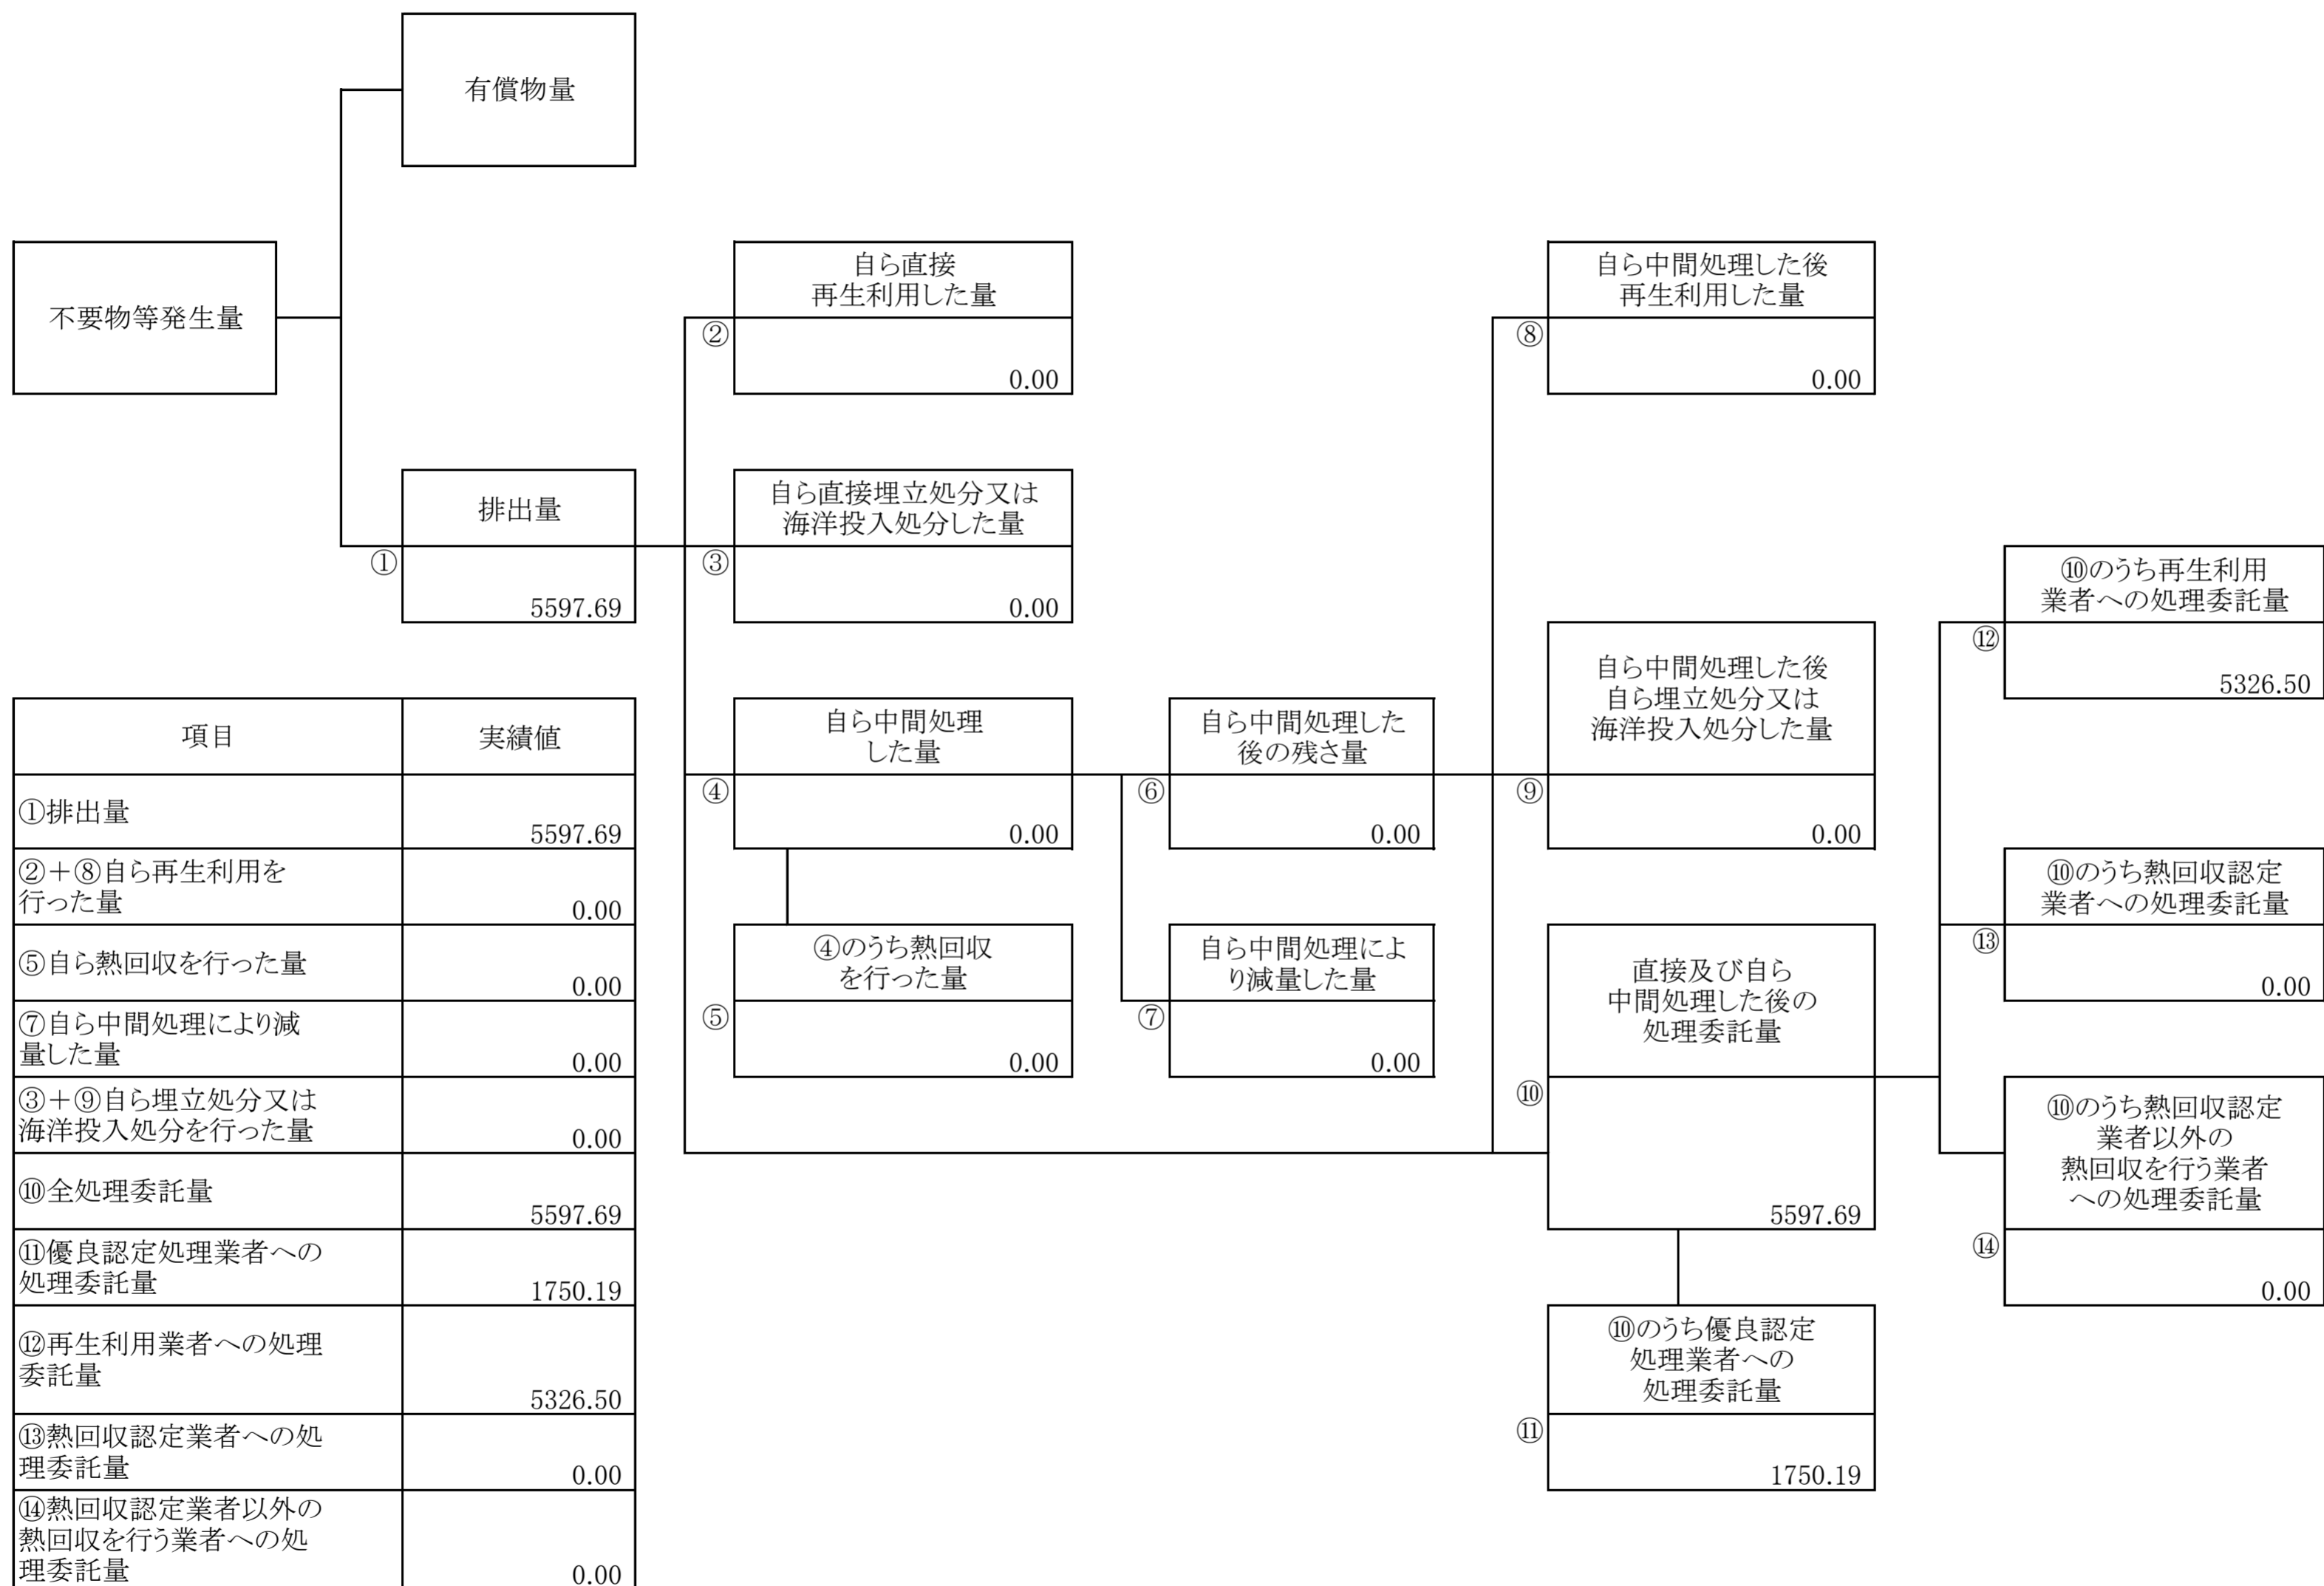 有償物量
不要物等発生量
自ら直接
再生利用した量
②
0.00
自ら中間処理した後
再生利用した量
⑧
0.00
排出量
①
5597.69
自ら直接埋立処分又は
海洋投入処分した量
③
0.00
⑩のうち再生利用
業者への処理委託量
⑫
5326.50
自ら中間処理
した量
④
0.00
自ら中間処理した
後の残さ量
⑥
0.00
自ら中間処理した後
自ら埋立処分又は
海洋投入処分した量
⑨
0.00
⑩のうち熱回収認定
業者への処理委託量
⑬
0.00
④のうち熱回収
を行った量
⑤
0.00
自ら中間処理によ
り減量した量
⑦
0.00
直接及び自ら
中間処理した後の
処理委託量
⑩
5597.69
⑩のうち熱回収認定
業者以外の
熱回収を行う業者
への処理委託量
⑭
0.00
⑩のうち優良認定
処理業者への
処理委託量
⑪
1750.19
項目 実績値
①排出量
5597.69
②＋⑧自ら再生利用を
行った量
0.00
⑤自ら熱回収を行った量
0.00
⑦自ら中間処理により減
量した量
0.00
③＋⑨自ら埋立処分又は
海洋投入処分を行った量
0.00
⑩全処理委託量
5597.69
⑪優良認定処理業者への
処理委託量
1750.19
⑫再生利用業者への処理
委託量
5326.50
⑬熱回収認定業者への処
理委託量
0.00
⑭熱回収認定業者以外の
熱回収を行う業者への処
理委託量
0.00